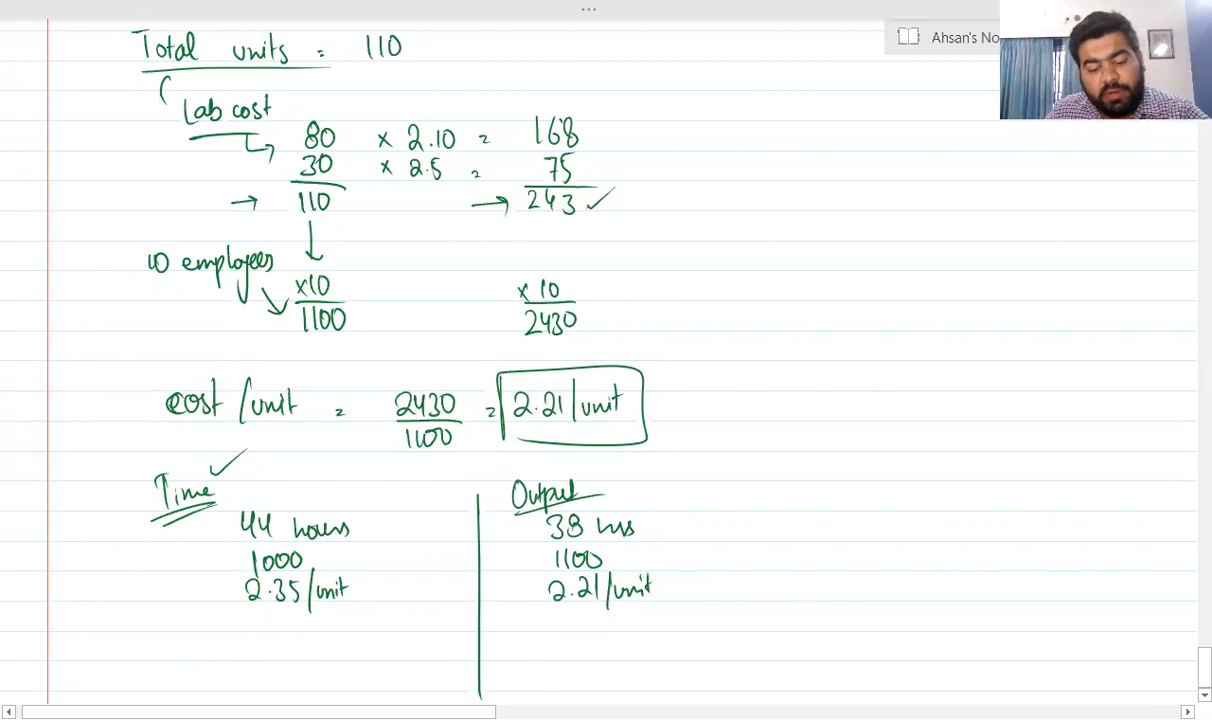 ...
Ahsan's No
Total units = 110
Lab cost
80 × 2.10 = 168
30 × 2.5 = 75
→ 110 → 243 ✓
10 employees
×10 × 10
1100 2430
cost/unit = 2430 = 2.21/unit
1100
Time ✓ Output
44 hours 38 hrs
1000 1100
2.35/unit 2.21/unit